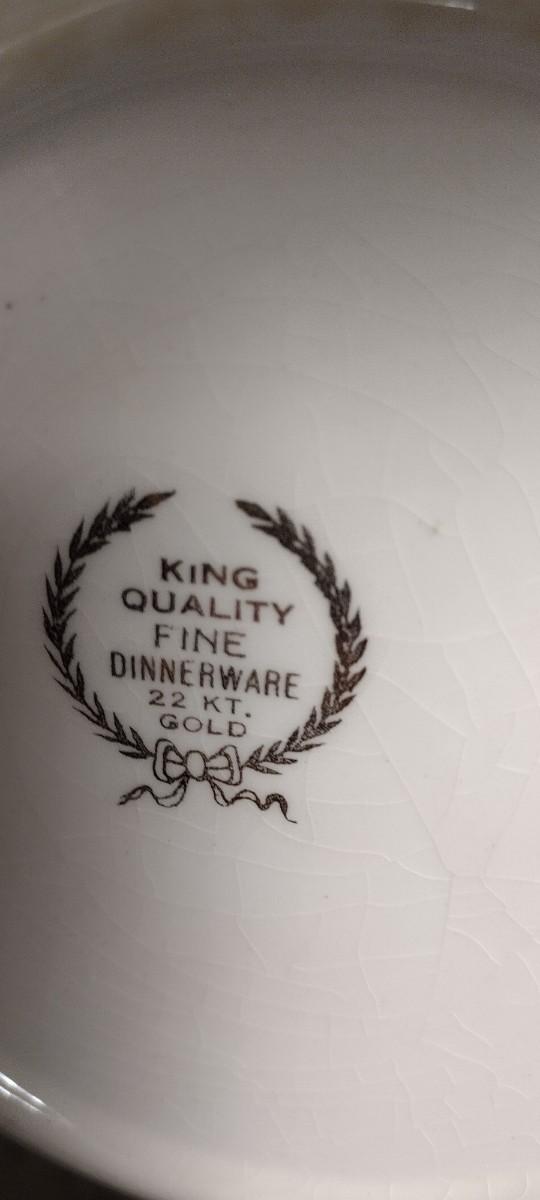 KING
QUALITY
FINE
DINNERWARE
22 KT.
GOLD